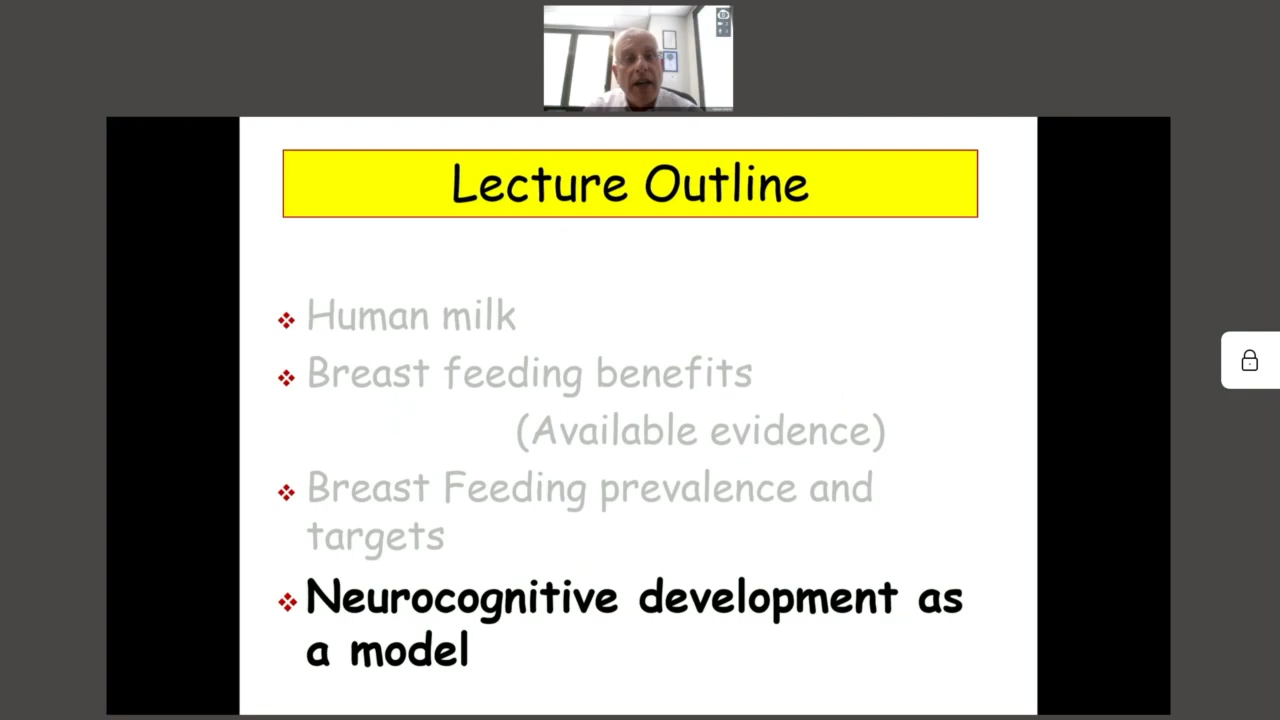 Lecture Outline
Human milk
Breast feeding benefits
(Available evidence)
Breast Feeding prevalence and
targets
Neurocognitive development as
a model